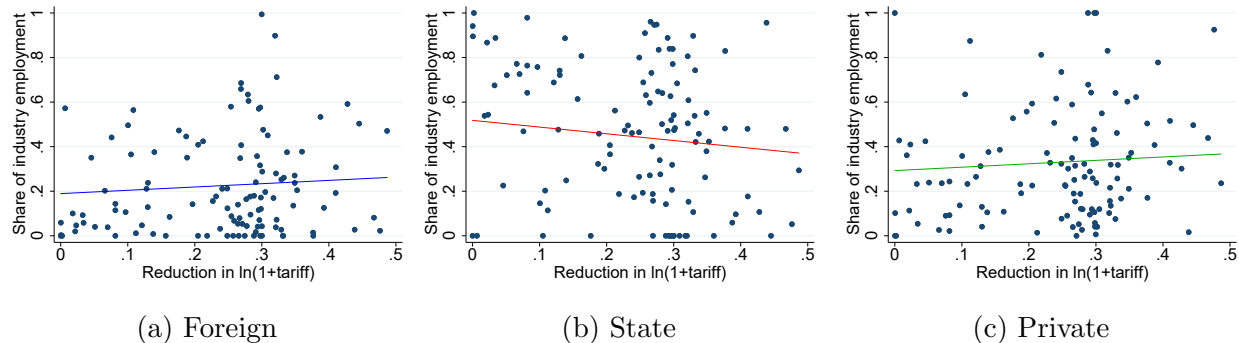 Share of industry employment
1
.8
.6
.4
.2
0
0 .1 .2 .3 .4 .5
Reduction in ln(1+tariff)
(a) Foreign
Share of industry employment
1
.8
.6
.4
.2
0
0 .1 .2 .3 .4 .5
Reduction in ln(1+tariff)
(b) State
Share of industry employment
1
.8
.6
.4
.2
0
0 .1 .2 .3 .4 .5
Reduction in ln(1+tariff)
(c) Private